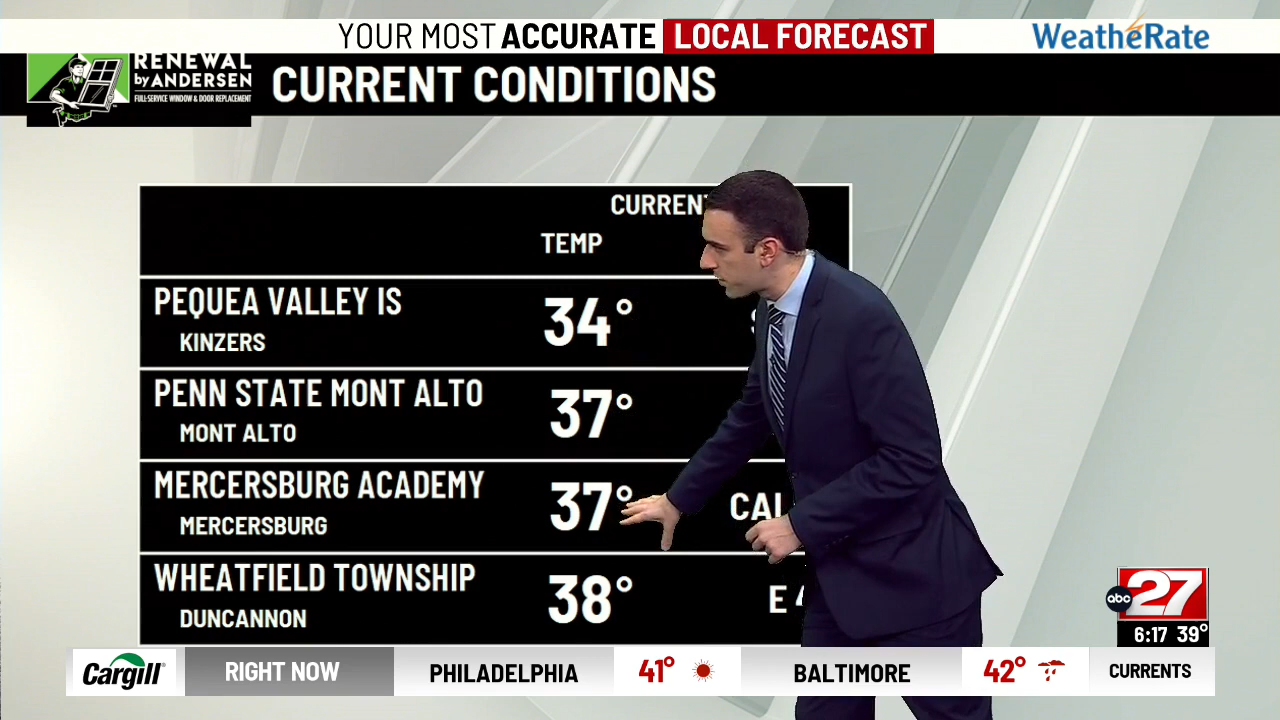 YOUR MOST ACCURATE LOCAL FORECAST
WeatheRate
RENEWAL
by ANDERSEN
FULL-SERVICE WINDOW & DOOR REPLACEMENT
CURRENT CONDITIONS
CURRENT
TEMP
PEQUEA VALLEY IS
KINZERS
34°
PENN STATE MONT ALTO
MONT ALTO
37°
MERCERSBURG ACADEMY
MERCERSBURG
37°
WHEATFIELD TOWNSHIP
DUNCANNON
38°
E
abc 27
6:17 39°
Cargill
RIGHT NOW
PHILADELPHIA 41°
BALTIMORE 42°
CURRENTS